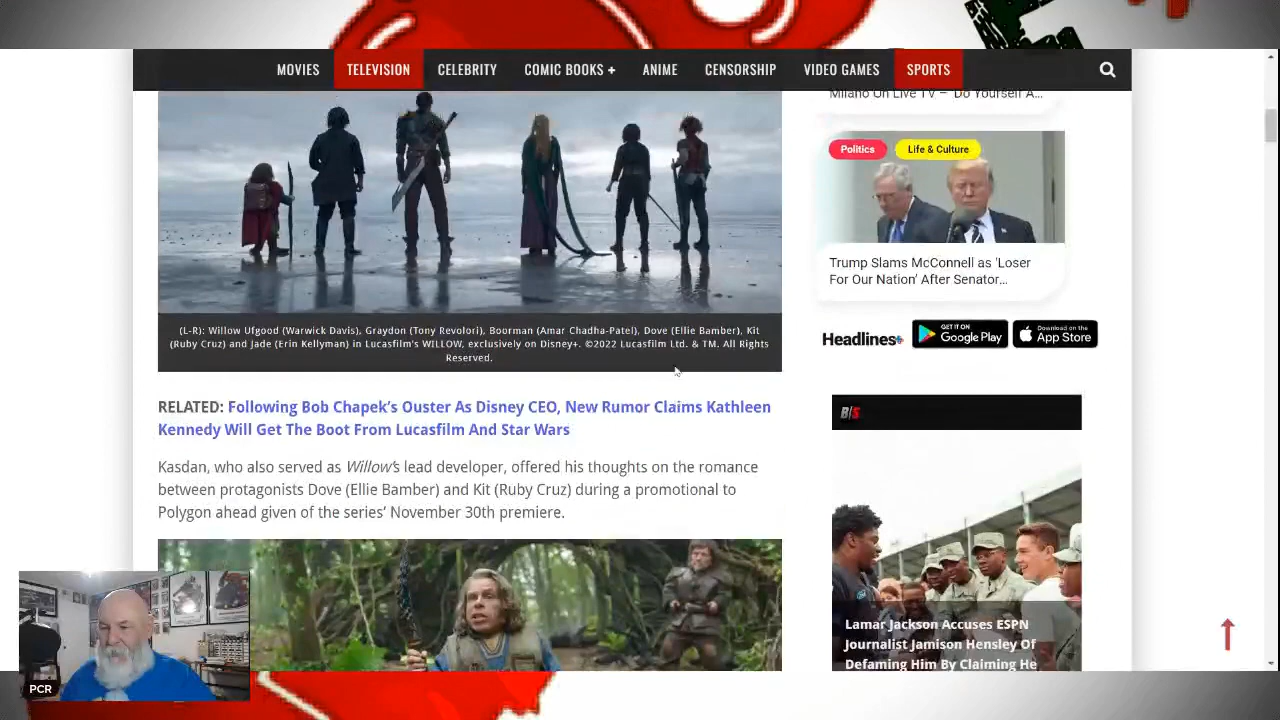 MOVIES TELEVISION CELEBRITY COMIC BOOKS + ANIME CENSORSHIP VIDEO GAMES SPORTS
(L-R): Willow Ufgood (Warwick Davis), Graydon (Tony Revolori), Boorman (Amar Chadha-Patel), Dove (Ellie Bamber), Kit
(Ruby Cruz) and Jade (Erin Kellyman) in Lucasfilm's WILLOW, exclusively on Disney+. ©2022 Lucasfilm Ltd. & TM. All Rights
Reserved.
RELATED: Following Bob Chapek's Ouster As Disney CEO, New Rumor Claims Kathleen
Kennedy Will Get The Boot From Lucasfilm And Star Wars
Kasdan, who also served as Willow's lead developer, offered his thoughts on the romance
between protagonists Dove (Ellie Bamber) and Kit (Ruby Cruz) during a promotional to
Polygon ahead given of the series' November 30th premiere.
Milano On Live TV – 'Do Yourself A...
Politics Life & Culture
Trump Slams McConnell as 'Loser
For Our Nation' After Senator...
Headlines+
GET IT ON
Google Play
Download on the
App Store
B|S
Lamar Jackson Accuses ESPN
Journalist Jamison Hensley Of
Defaming Him By Claiming He
PCR